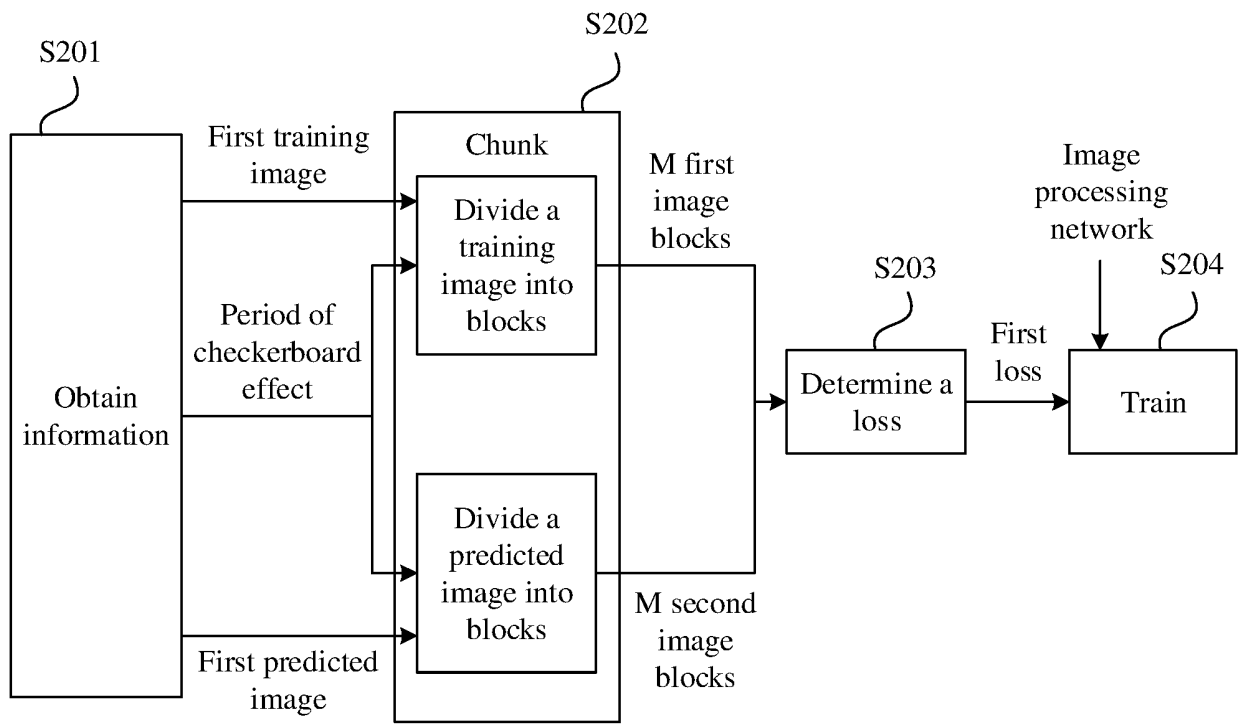 S201
Obtain
information
First training
image
Period of
checkerboard
effect
First predicted
image
S202
Chunk
Divide a
training
image into
blocks
Divide a
predicted
image into
blocks
M first
image
blocks
M second
image
blocks
S203
Determine a
loss
First
loss
Image
processing
network
S204
Train